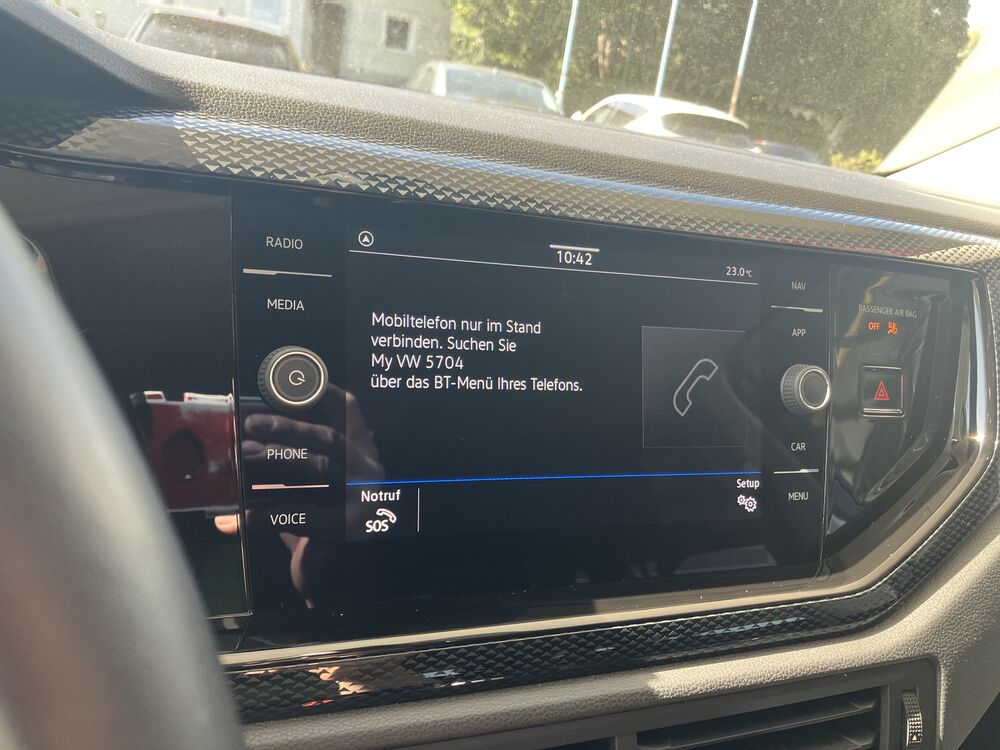 RADIO
MEDIA
PHONE
VOICE
10:42
23.0°C
Mobiltelefon nur im Stand
verbinden. Suchen Sie
My VW 5704
über das BT-Menü Ihres Telefons.
Notruf
SOS
Setup
NAV
APP
CAR
MENU
PASSENGER AIR BAG
OFF